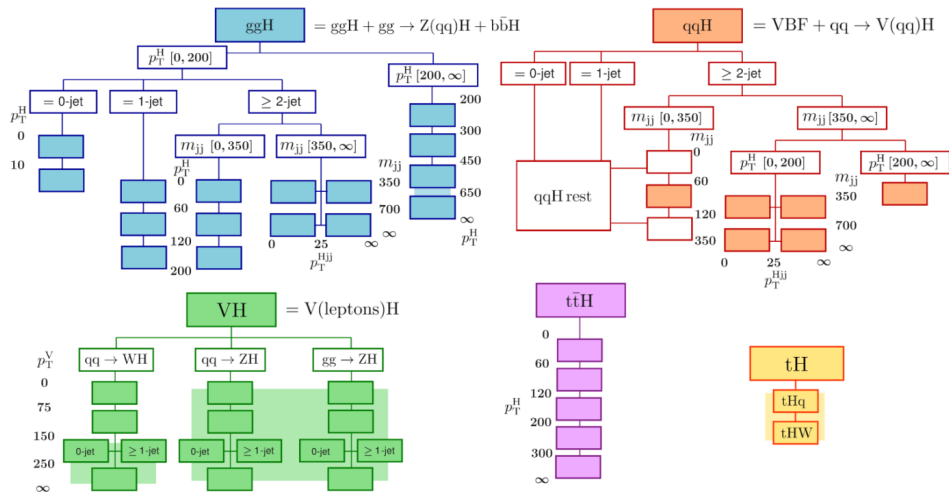 ggH = ggH + gg → Z(qq)H + bb̄H
p_T^H [0, 200]
p_T^H [200, ∞]
= 0-jet
= 1-jet
≥ 2-jet
p_T^H
0
10
m_jj [0, 350]
m_jj [350, ∞]
p_T^H
0
60
120
200
m_jj
350
700
∞
0 25 ∞
p_T^Hjj
200
300
450
650
∞
p_T^H
qqH = VBF + qq → V(qq)H
= 0-jet
= 1-jet
≥ 2-jet
m_jj [0, 350]
m_jj [350, ∞]
qqH rest
m_jj
0
60
120
350
p_T^H [0, 200]
p_T^H [200, ∞]
m_jj
350
700
∞
0 25 ∞
p_T^Hjj
VH = V(leptons)H
p_T^V
qq → WH
qq → ZH
gg → ZH
0
75
150
250
∞
0-jet ≥ 1-jet
0-jet ≥ 1-jet
0-jet ≥ 1-jet
tt̄H
0
60
120
p_T^H
200
300
∞
tH
tHq
tHW